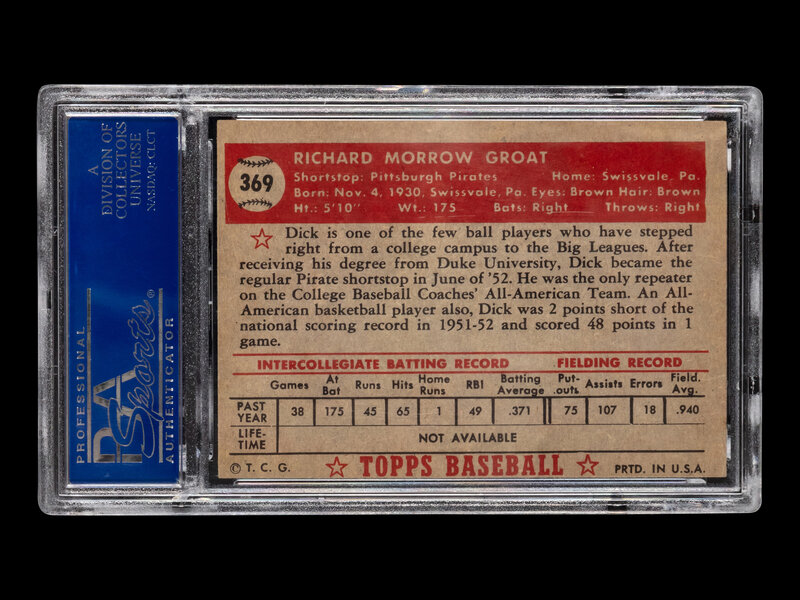 A
DIVISION OF
COLLECTORS
UNIVERSE
NASDAQ: CLCT
PROFESSIONAL
PSA
Sports®
AUTHENTICATOR
369
RICHARD MORROW GROAT
Shortstop: Pittsburgh Pirates Home: Swissvale, Pa.
Born: Nov. 4, 1930, Swissvale, Pa. Eyes: Brown Hair: Brown
Ht.: 5'10" Wt.: 175 Bats: Right Throws: Right
Dick is one of the few ball players who have stepped
right from a college campus to the Big Leagues. After
receiving his degree from Duke University, Dick became the
regular Pirate shortstop in June of '52. He was the only repeater
on the College Baseball Coaches' All-American Team. An All-
American basketball player also, Dick was 2 points short of the
national scoring record in 1951-52 and scored 48 points in 1
game.
INTERCOLLEGIATE BATTING RECORD FIELDING RECORD
Games At Bat Runs Hits Home Runs RBI Batting Average Put-outs Assists Errors Field. Avg.
PAST YEAR 38 175 45 65 1 49 .371 75 107 18 .940
LIFE-TIME NOT AVAILABLE
© T. C. G. ☆ TOPPS BASEBALL ☆ PRTD. IN U.S.A.